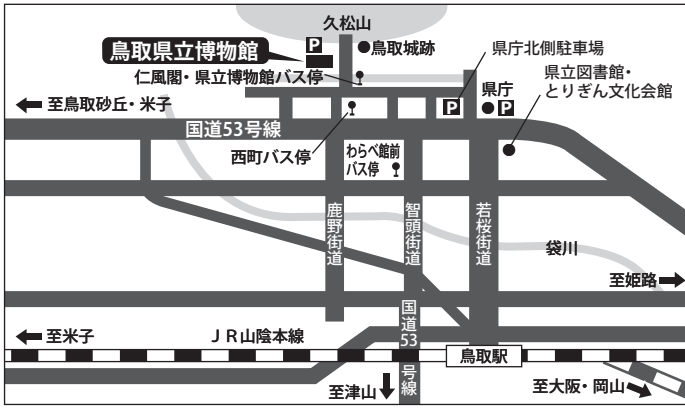 久松山
鳥取県立博物館
P
鳥取城跡
仁風閣・県立博物館バス停
県庁北側駐車場
県立図書館・
とりぎん文化会館
県庁
P
P
至鳥取砂丘・米子
国道53号線
西町バス停
わらべ館前
バス停
鹿野街道
智頭街道
若桜街道
袋川
至姫路
国道53
号線
至米子
JR山陰本線
鳥取駅
至津山
至大阪・岡山